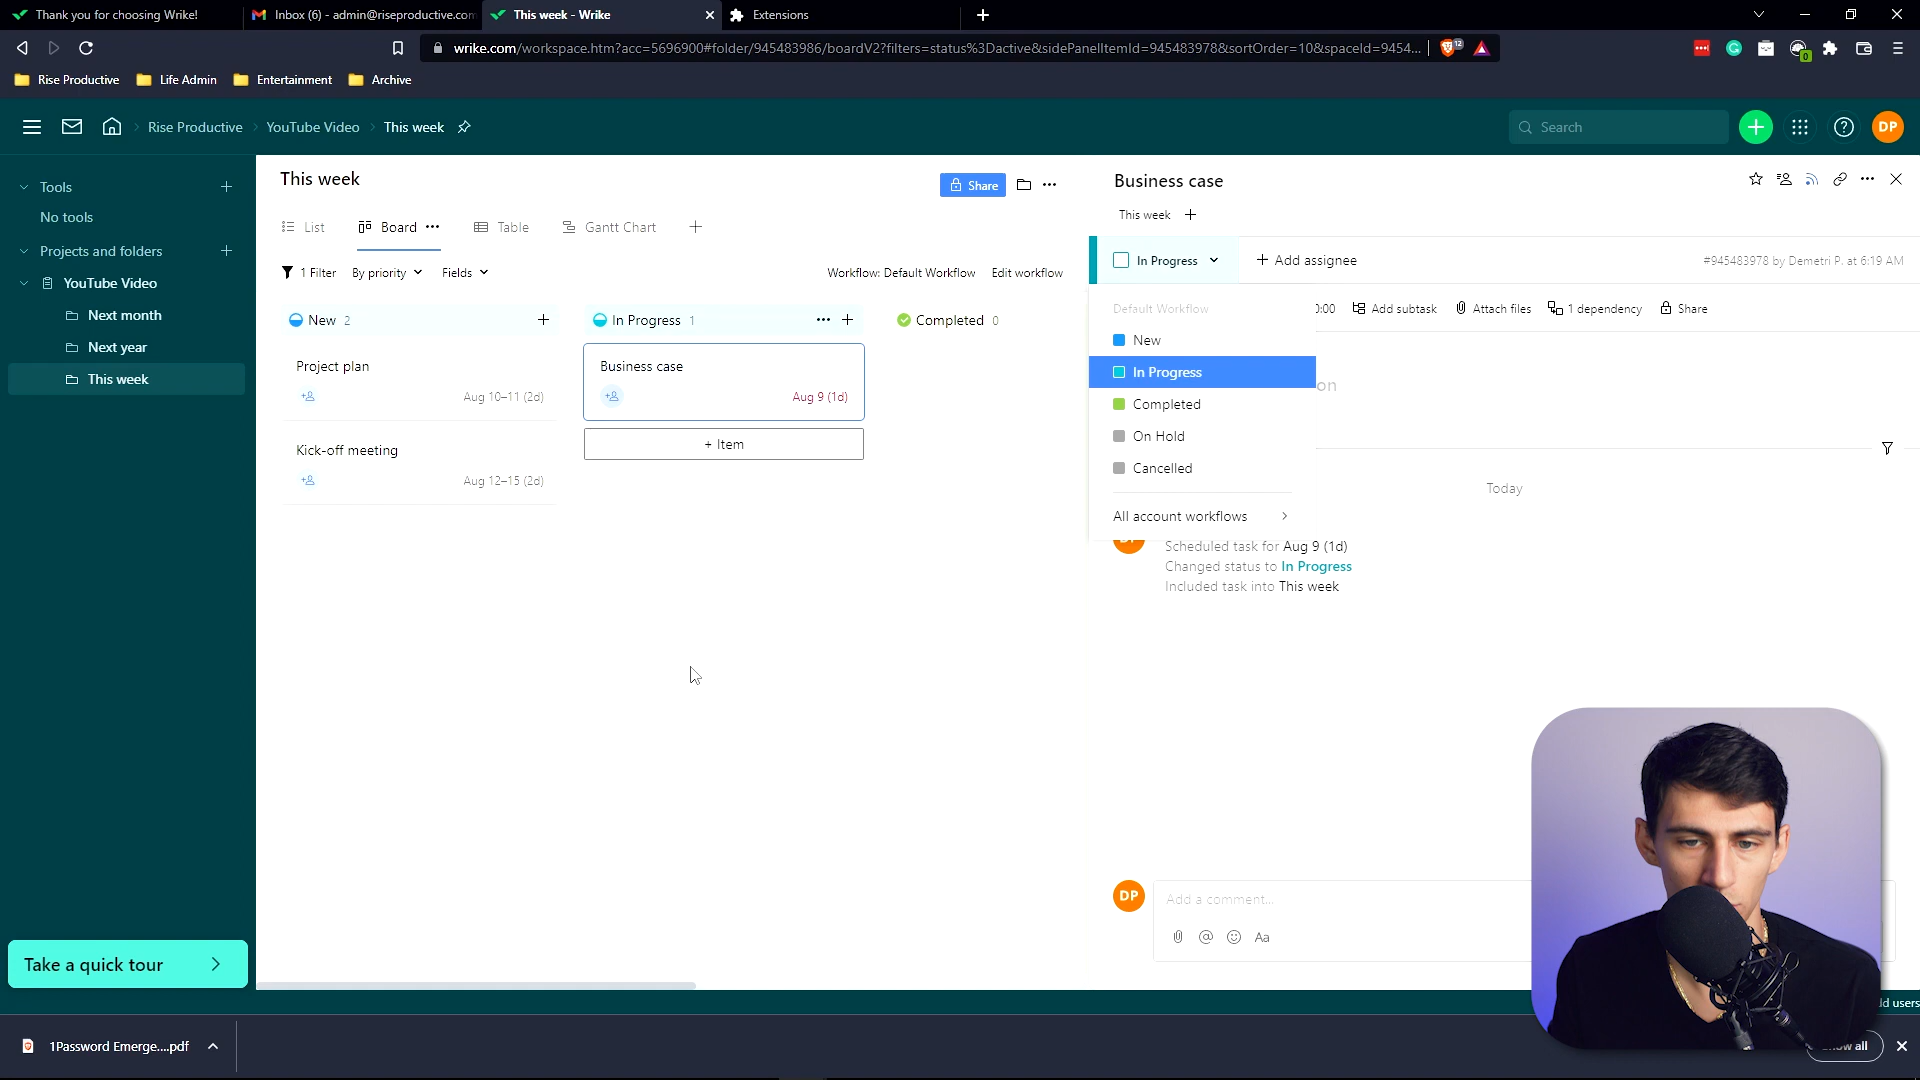 Thank you for choosing Wrike!
Inbox (6) - admin@riseproductive.com
This week - Wrike
Extensions
wrike.com/workspace.htm?acc=5696900#folder/945483986/boardV2?filters=status%3Dactive&sidePanelItemId=945483978&sortOrder=10&spaceId=9454...
12
0
Rise Productive
Life Admin
Entertainment
Archive
Rise Productive
YouTube Video
This week
Search
DP
Tools
No tools
Projects and folders
YouTube Video
Next month
Next year
This week
Take a quick tour
This week
Share
List
Board
Table
Gantt Chart
1 Filter
By priority
Fields
Workflow: Default Workflow
Edit workflow
New 2
In Progress 1
Completed 0
Project plan
Aug 10–11 (2d)
Kick-off meeting
Aug 12–15 (2d)
Business case
Aug 9 (1d)
+ Item
Business case
This week
In Progress
Add assignee
#945483978 by Demetri P. at 6:19 AM
:00
Add subtask
Attach files
1 dependency
Share
Default Workflow
New
In Progress
Completed
On Hold
Cancelled
All account workflows
on
Today
Scheduled task for Aug 9 (1d)
Changed status to In Progress
Included task into This week
DP
Add a comment...
Aa
users
1Password Emerge....pdf
all